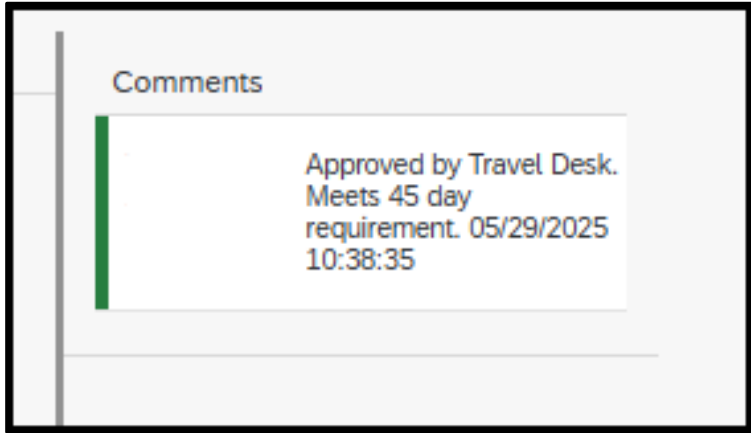 Comments
Approved by Travel Desk.
Meets 45 day
requirement. 05/29/2025
10:38:35